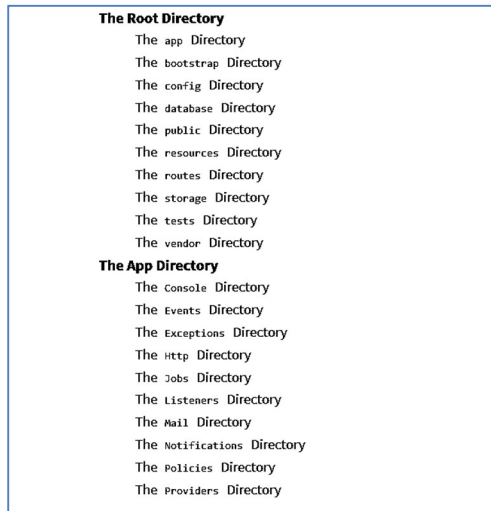 The Root Directory
The app Directory
The bootstrap Directory
The config Directory
The database Directory
The public Directory
The resources Directory
The routes Directory
The storage Directory
The tests Directory
The vendor Directory
The App Directory
The Console Directory
The Events Directory
The Exceptions Directory
The Http Directory
The Jobs Directory
The Listeners Directory
The Mail Directory
The Notifications Directory
The Policies Directory
The Providers Directory